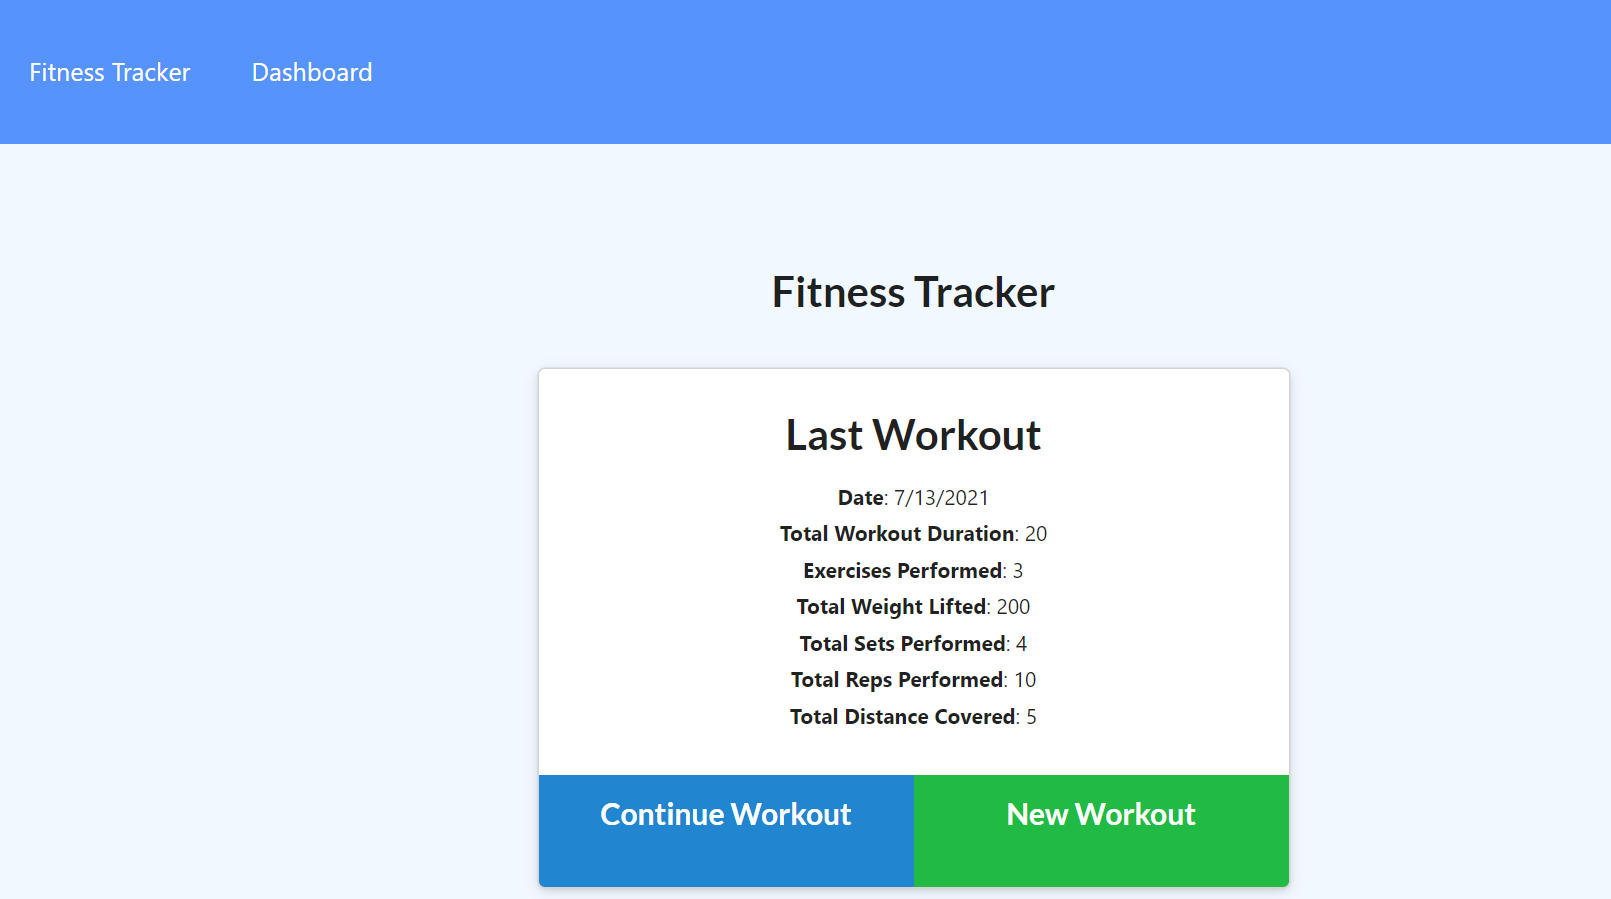 Fitness Tracker Dashboard
Fitness Tracker
Last Workout
Date: 7/13/2021
Total Workout Duration: 20
Exercises Performed: 3
Total Weight Lifted: 200
Total Sets Performed: 4
Total Reps Performed: 10
Total Distance Covered: 5
Continue Workout New Workout